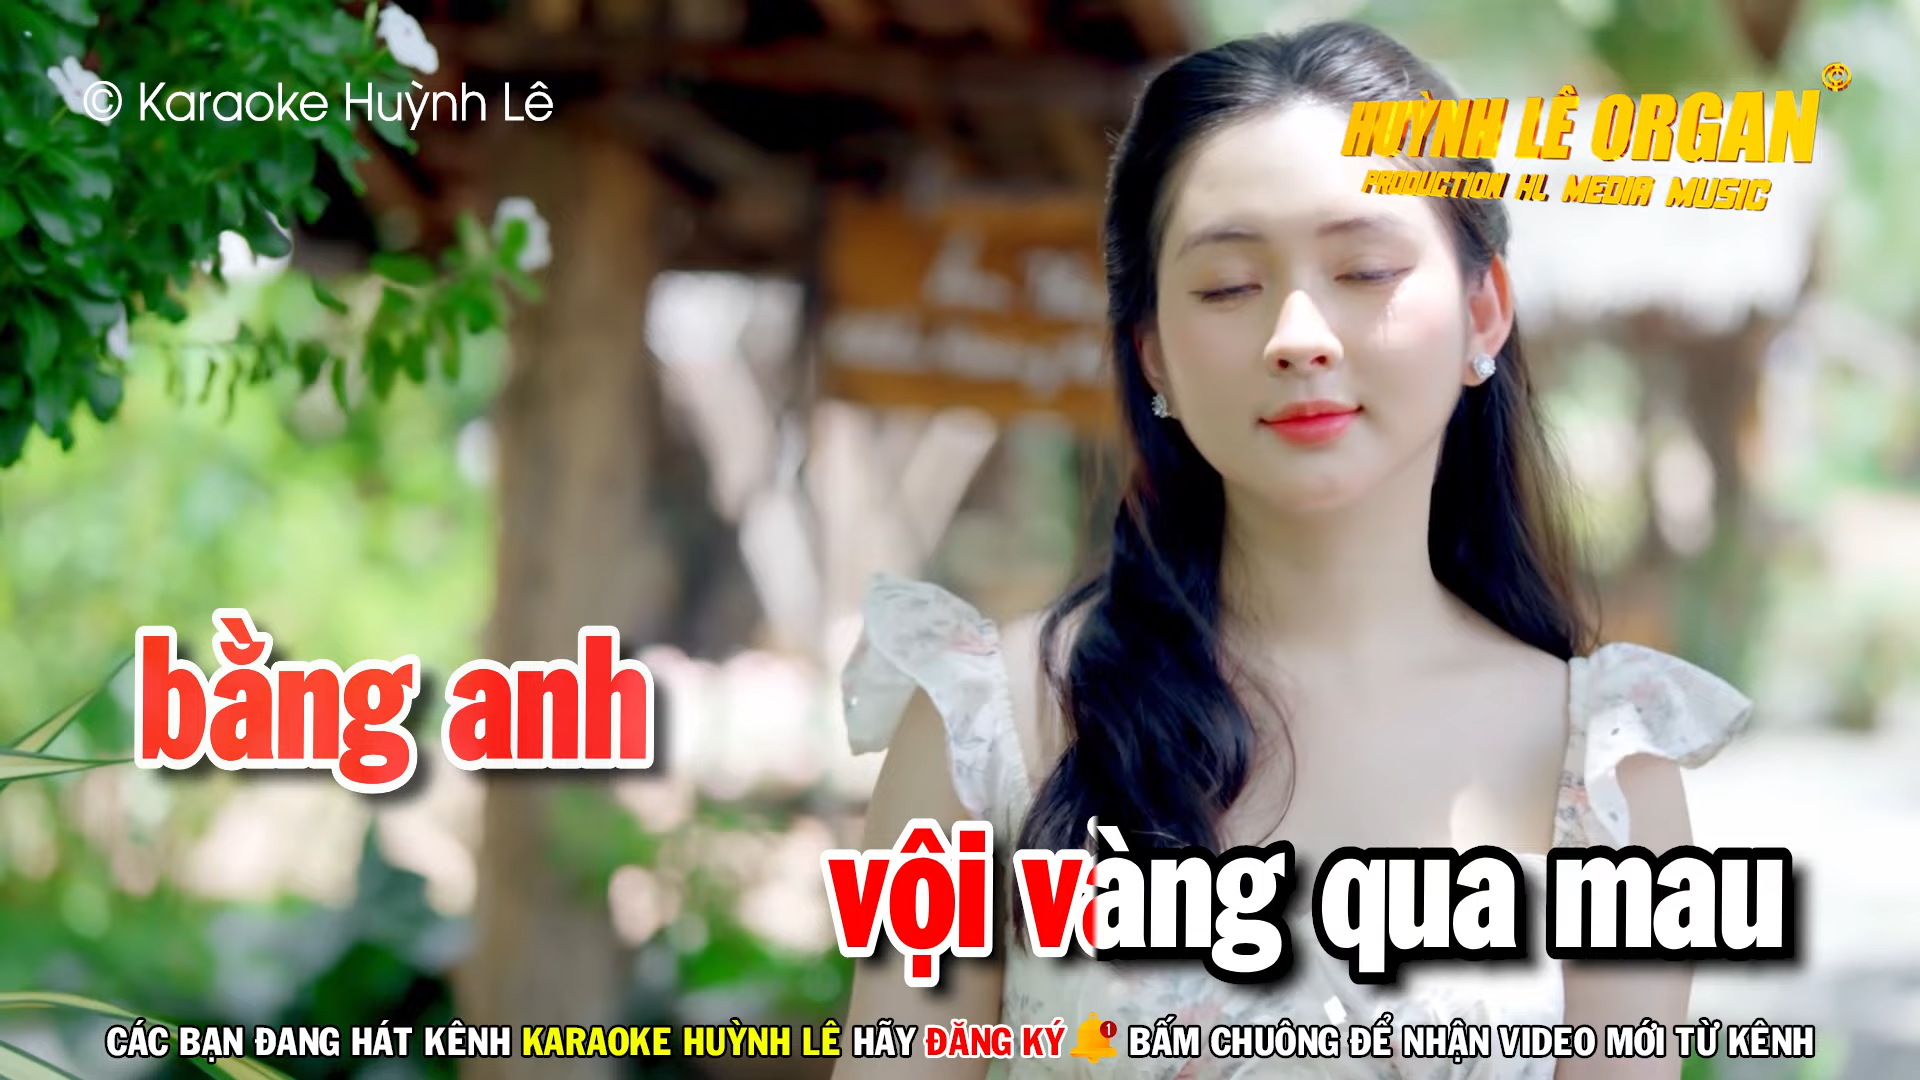 © Karaoke Huỳnh Lê
HUỲNH LÊ ORGAN ©
PRODUCTION HL MEDIA MUSIC
bằng anh
vội vàng qua mau
CÁC BẠN ĐANG HÁT KÊNH KARAOKE HUỲNH LÊ HÃY ĐĂNG KÝ 1 BẤM CHUÔNG ĐỂ NHẬN VIDEO MỚI TỪ KÊNH